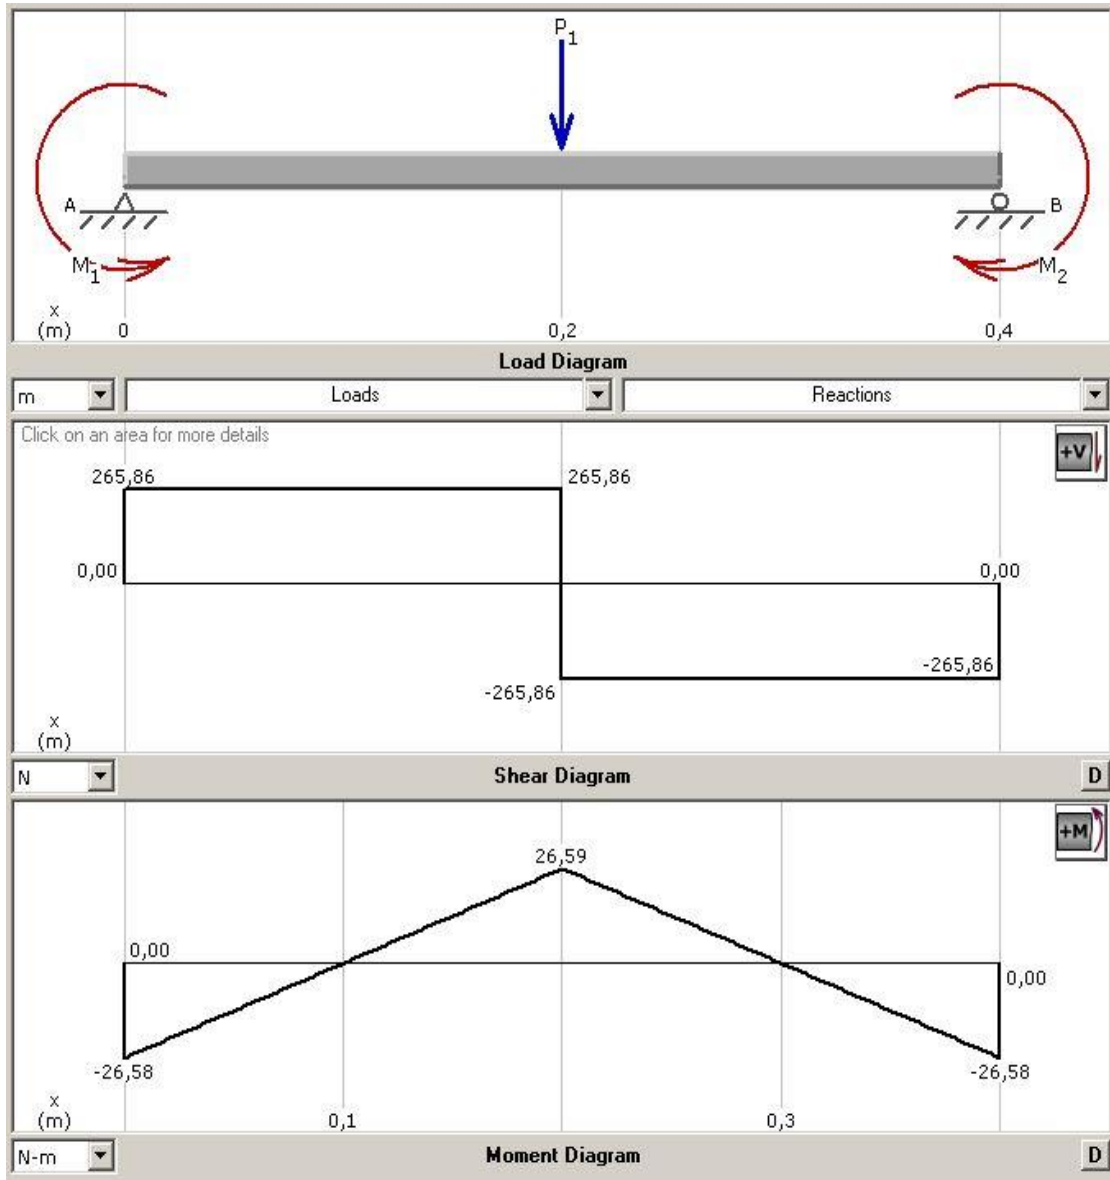 P1
A
B
M1
M2
x
(m) 0 0,2 0,4
Load Diagram
m Loads Reactions
Click on an area for more details
+V
265,86 265,86
0,00 0,00
-265,86 -265,86
x
(m)
N Shear Diagram D
+M
26,59
0,00 0,00
-26,58 -26,58
x
(m) 0,1 0,3
N-m Moment Diagram D